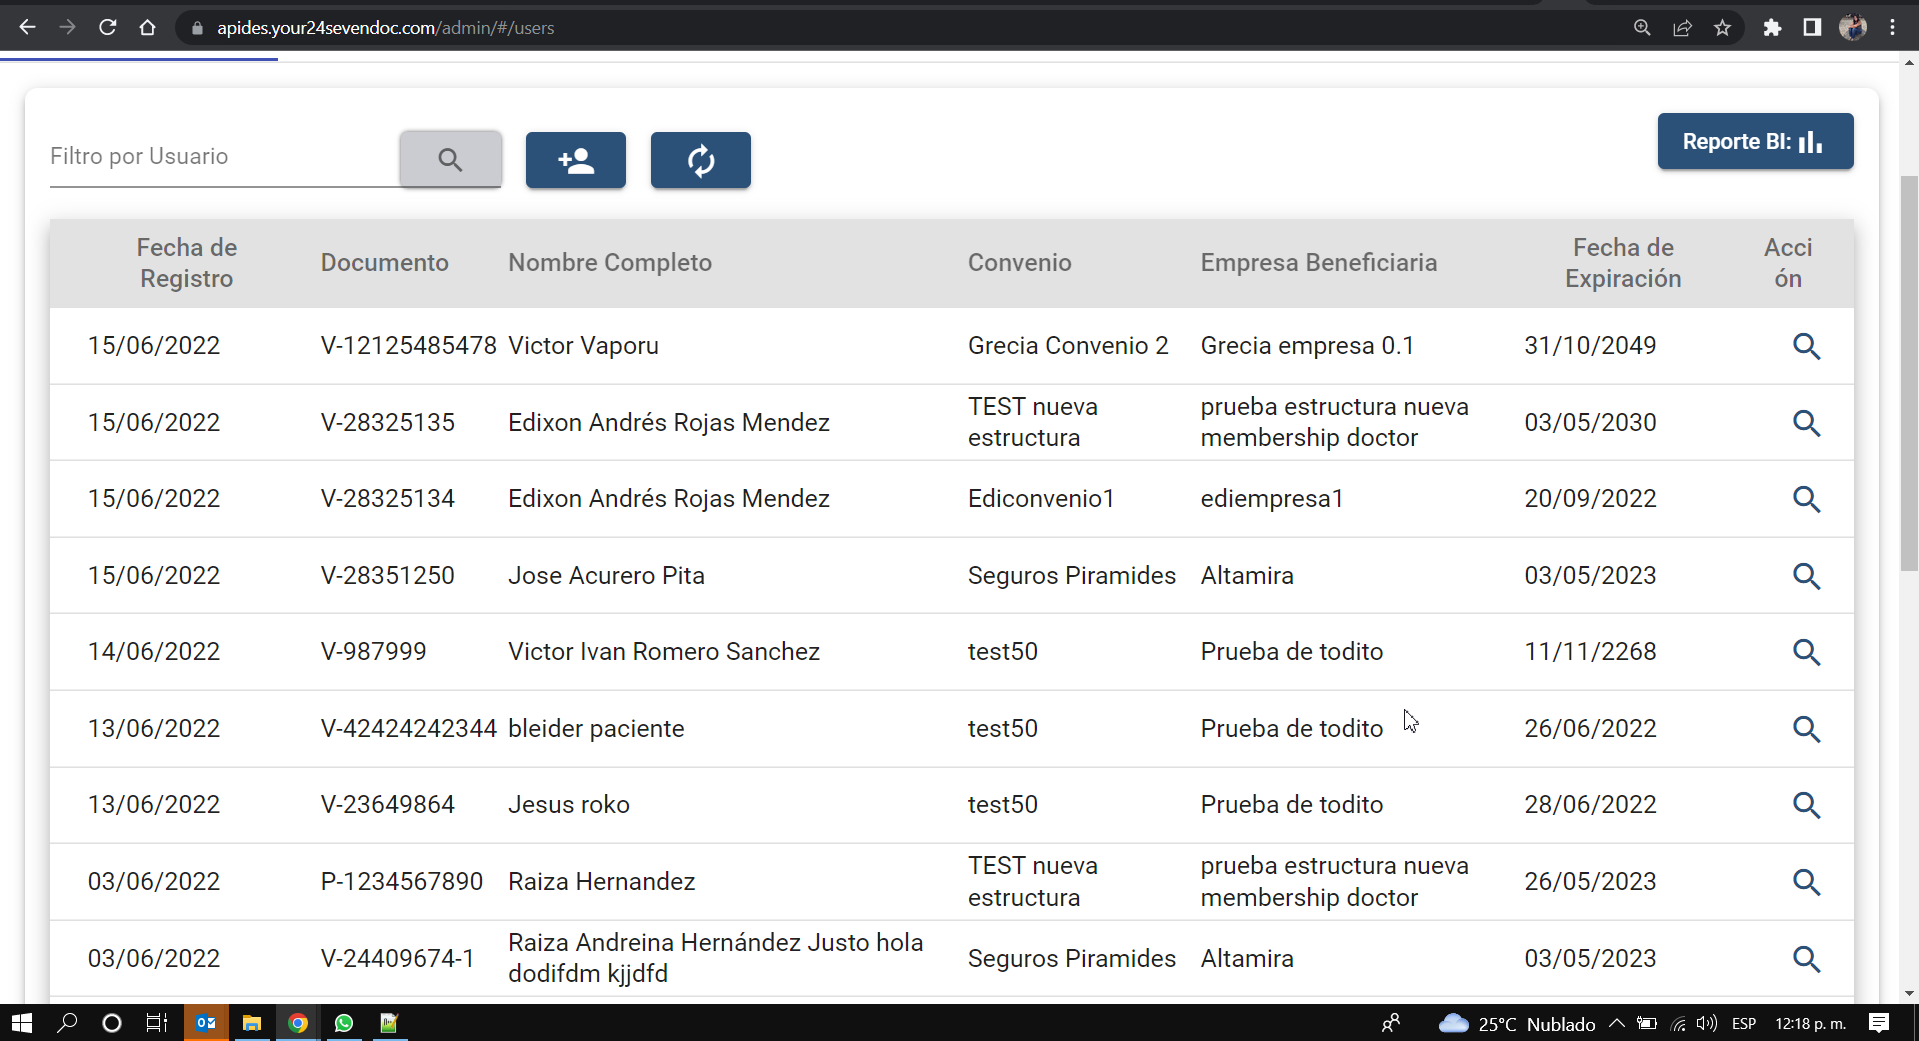 apides.your24sevendoc.com/admin/#/users
Filtro por Usuario
Reporte BI:
Fecha de Registro Documento Nombre Completo Convenio Empresa Beneficiaria Fecha de Expiración Acción
15/06/2022 V-12125485478 Victor Vaporu Grecia Convenio 2 Grecia empresa 0.1 31/10/2049
15/06/2022 V-28325135 Edixon Andrés Rojas Mendez TEST nueva estructura prueba estructura nueva membership doctor 03/05/2030
15/06/2022 V-28325134 Edixon Andrés Rojas Mendez Ediconvenio1 ediempresa1 20/09/2022
15/06/2022 V-28351250 Jose Acurero Pita Seguros Piramides Altamira 03/05/2023
14/06/2022 V-987999 Victor Ivan Romero Sanchez test50 Prueba de todito 11/11/2268
13/06/2022 V-42424242344 bleider paciente test50 Prueba de todito 26/06/2022
13/06/2022 V-23649864 Jesus roko test50 Prueba de todito 28/06/2022
03/06/2022 P-1234567890 Raiza Hernandez TEST nueva estructura prueba estructura nueva membership doctor 26/05/2023
03/06/2022 V-24409674-1 Raiza Andreina Hernández Justo hola dodifdm kjjdfd Seguros Piramides Altamira 03/05/2023
25°C Nublado ESP 12:18 p. m.